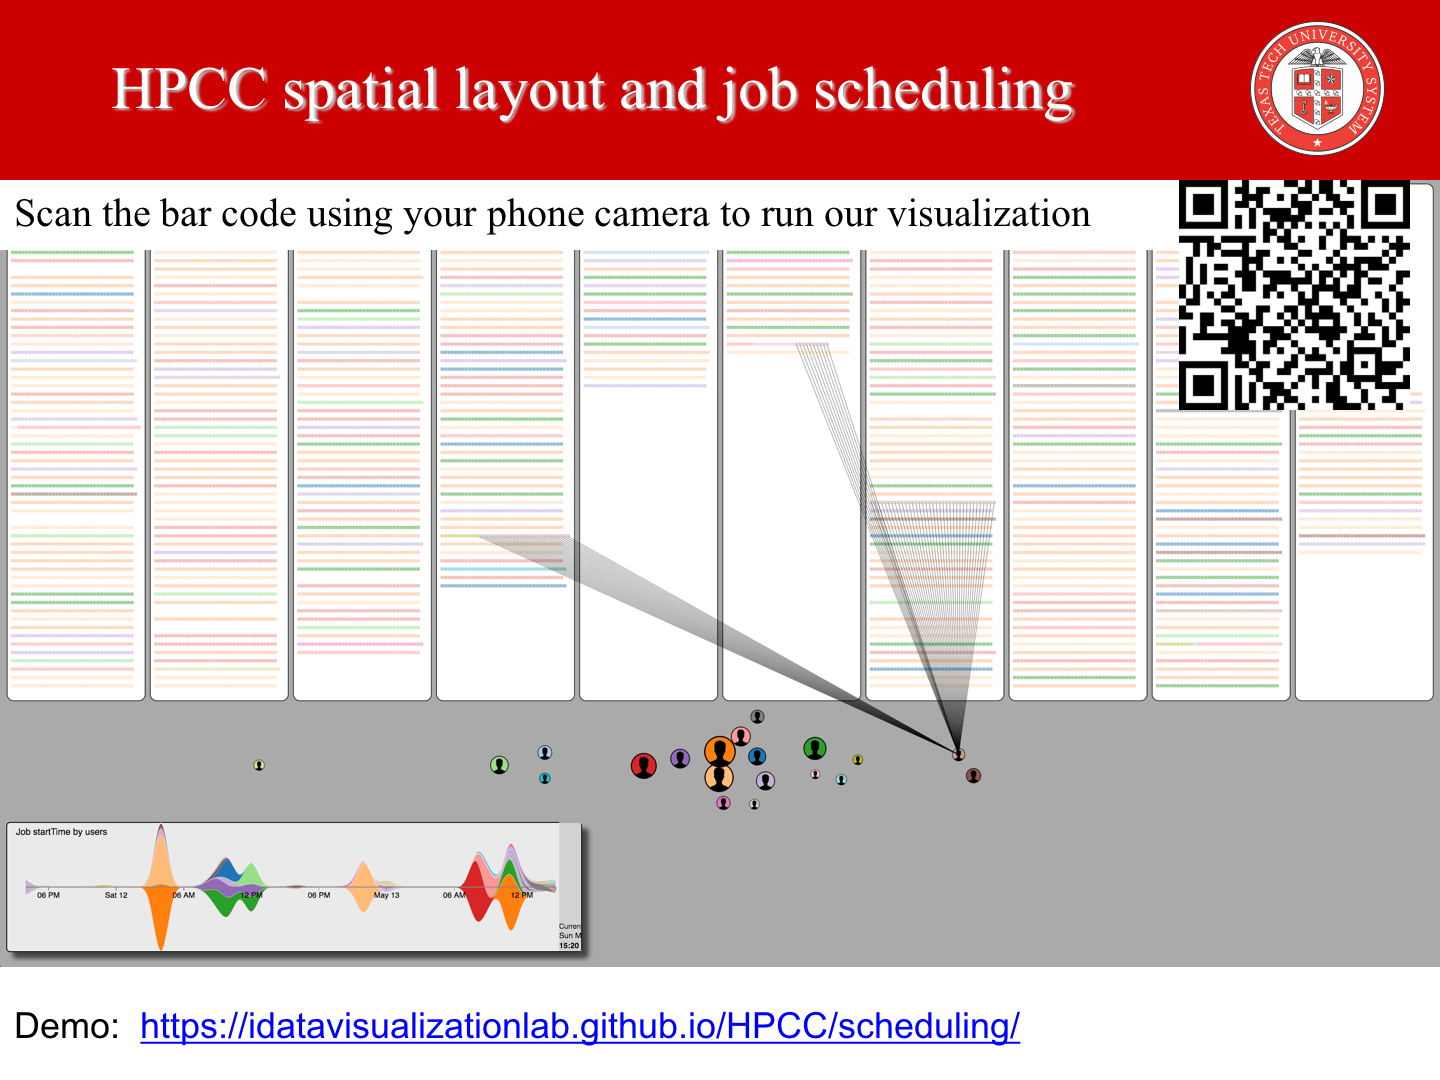 HPCC spatial layout and job scheduling
TEXAS TECH UNIVERSITY SYSTEM
Scan the bar code using your phone camera to run our visualization
Job startTime by users
06 PM Sat 12 06 AM 12 PM 06 PM May 13 06 AM 12 PM
Curren
Sun M
15:20
Demo: https://idatavisualizationlab.github.io/HPCC/scheduling/